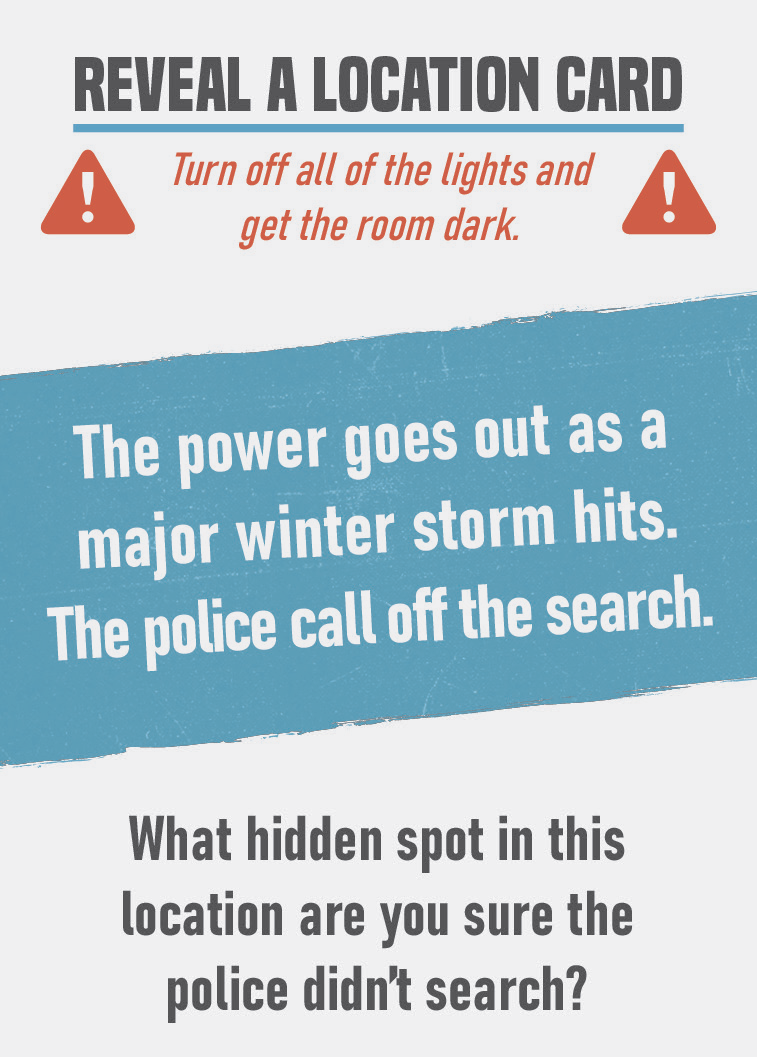 REVEAL A LOCATION CARD
Turn off all of the lights and
get the room dark.
The power goes out as a
major winter storm hits.
The police call off the search.
What hidden spot in this
location are you sure the
police didn't search?